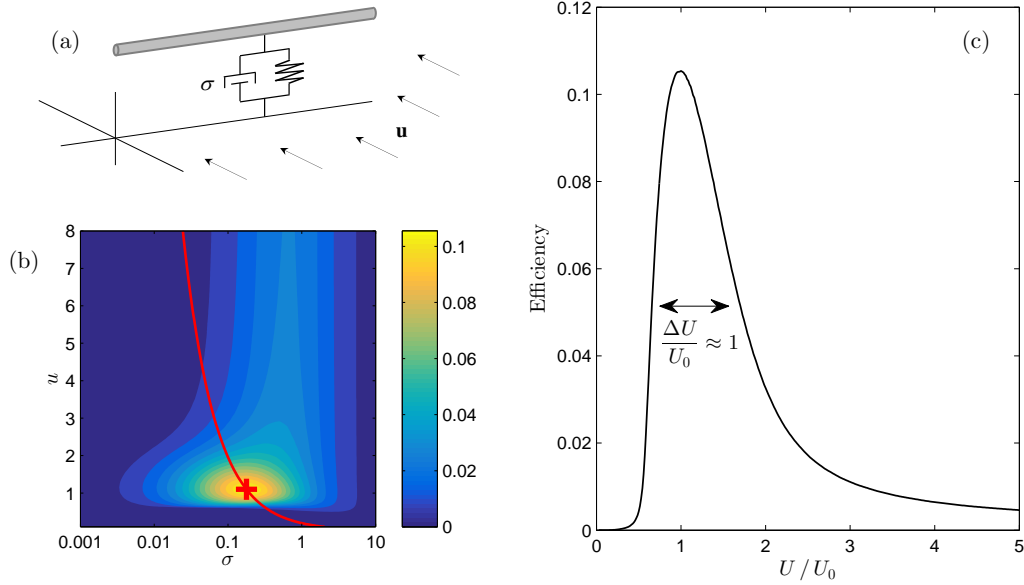 (a)
σ
u
(b)
8
7
6
5
4
3
2
1
u
0.001 0.01 0.1 1 10
σ
0.1
0.08
0.06
0.04
0.02
0
(c)
0.12
0.1
0.08
0.06
0.04
0.02
0
Efficiency
ΔU
U₀ ≈ 1
0 1 2 3 4 5
U / U₀